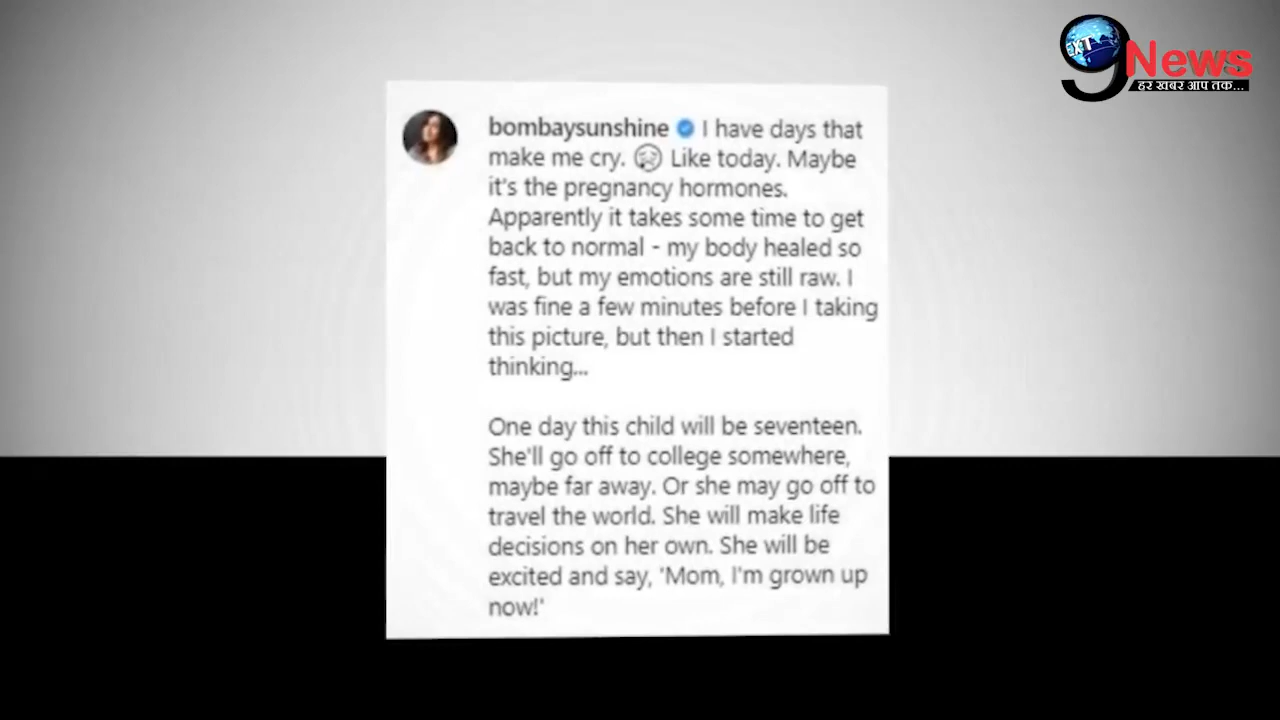 EXT
9 News
हर खबर आप तक...
bombaysunshine I have days that
make me cry. 😢 Like today. Maybe
it's the pregnancy hormones.
Apparently it takes some time to get
back to normal - my body healed so
fast, but my emotions are still raw. I
was fine a few minutes before I taking
this picture, but then I started
thinking...
One day this child will be seventeen.
She'll go off to college somewhere,
maybe far away. Or she may go off to
travel the world. She will make life
decisions on her own. She will be
excited and say, 'Mom, I'm grown up
now!'